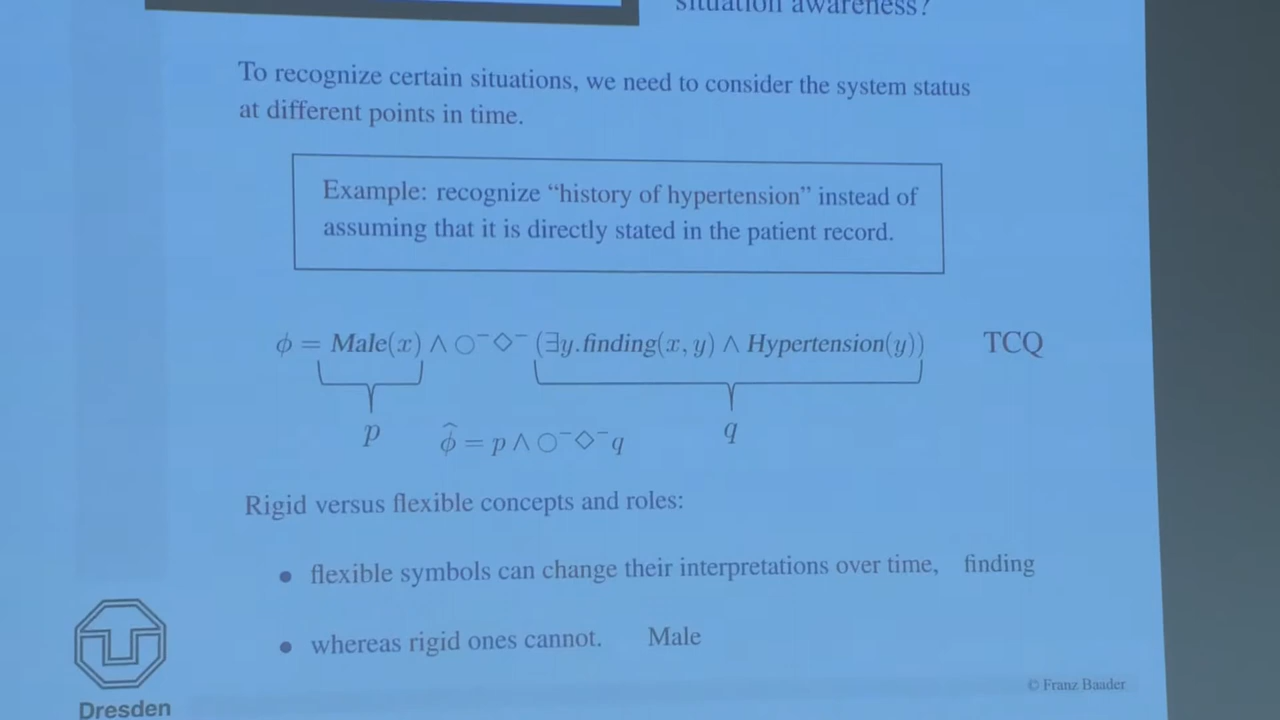 situation awareness?
To recognize certain situations, we need to consider the system status
at different points in time.
Example: recognize “history of hypertension” instead of
assuming that it is directly stated in the patient record.
ϕ = Male(x) ∧ ○⁻◇⁻ (∃y.finding(x, y) ∧ Hypertension(y)) TCQ
p ϕ̂ = p ∧ ○⁻◇⁻q q
Rigid versus flexible concepts and roles:
• flexible symbols can change their interpretations over time, finding
• whereas rigid ones cannot. Male
© Franz Baader
Dresden